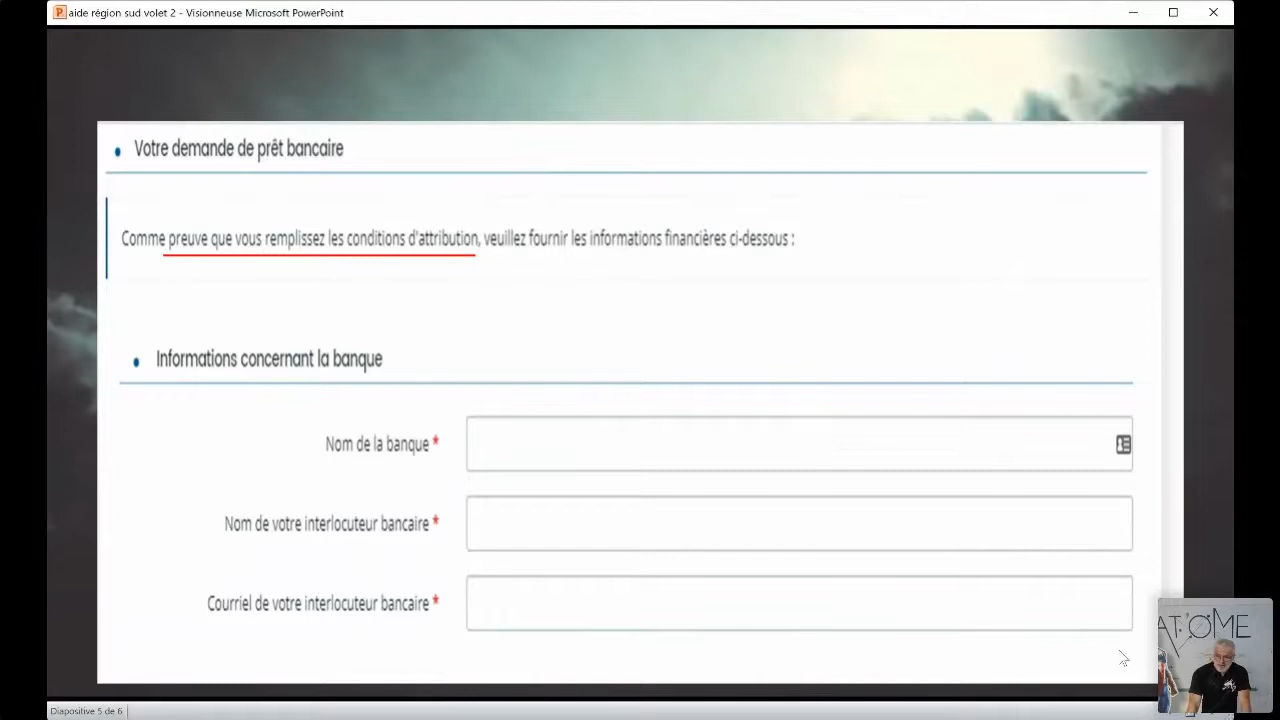 aide région sud volet 2 - Visionneuse Microsoft PowerPoint
Votre demande de prêt bancaire
Comme preuve que vous remplissez les conditions d'attribution, veuillez fournir les informations financières ci-dessous :
Informations concernant la banque
Nom de la banque *
Nom de votre interlocuteur bancaire *
Courriel de votre interlocuteur bancaire *
ATOME
Diapositive 5 de 6